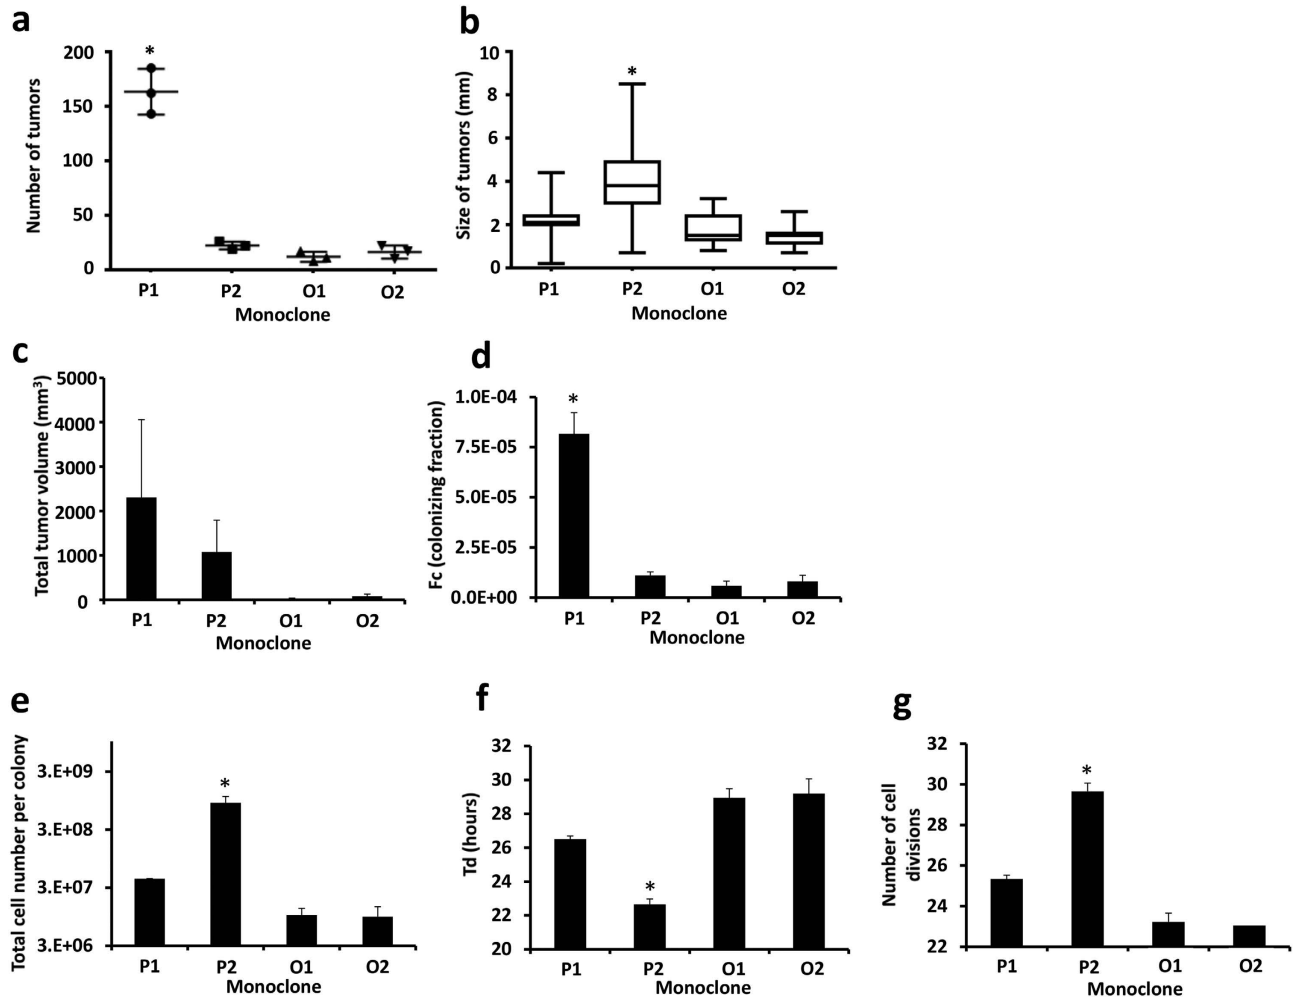 a
Number of tumors
200
150
100
50
0
*
P1 P2 O1 O2
Monoclone
b
Size of tumors (mm)
10
8
6
4
2
0
*
P1 P2 O1 O2
Monoclone
c
Total tumor volume (mm³)
5000
4000
3000
2000
1000
0
P1 P2 O1 O2
Monoclone
d
Fc (colonizing fraction)
1.0E-04
7.5E-05
5.0E-05
2.5E-05
0.0E+00
*
P1 P2 O1 O2
Monoclone
e
Total cell number per colony
3.E+09
3.E+08
3.E+07
3.E+06
*
P1 P2 O1 O2
Monoclone
f
Td (hours)
32
30
28
26
24
22
20
*
P1 P2 O1 O2
Monoclone
g
Number of cell
divisions
32
30
28
26
24
22
*
P1 P2 O1 O2
Monoclone